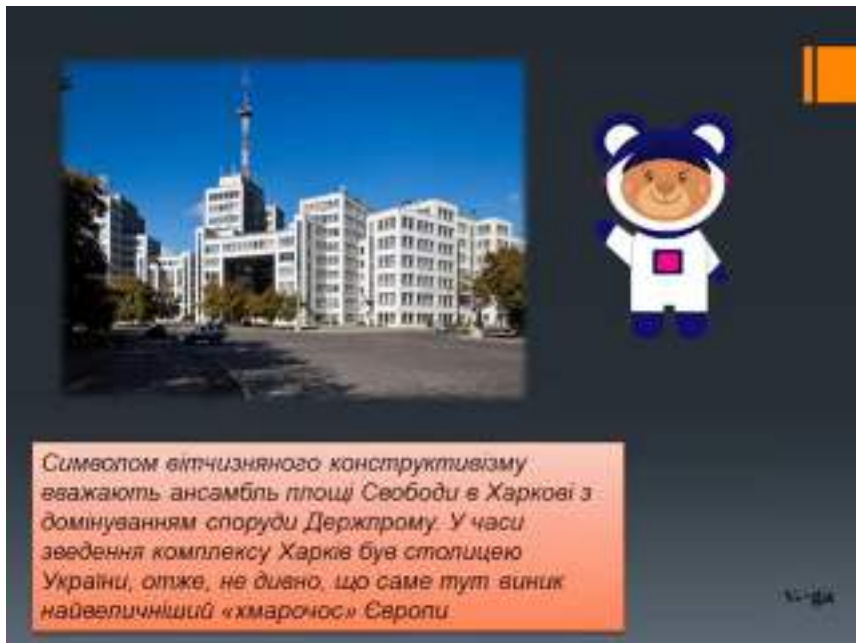 Символом вітчизняного конструктивізму
вважають ансамбль площі Свободи в Харкові з
домінуванням споруди Держпрому. У часи
зведення комплексу Харків був столицею
України, отже, не дивно, що саме тут виник
найвеличніший «хмарочос» Європи